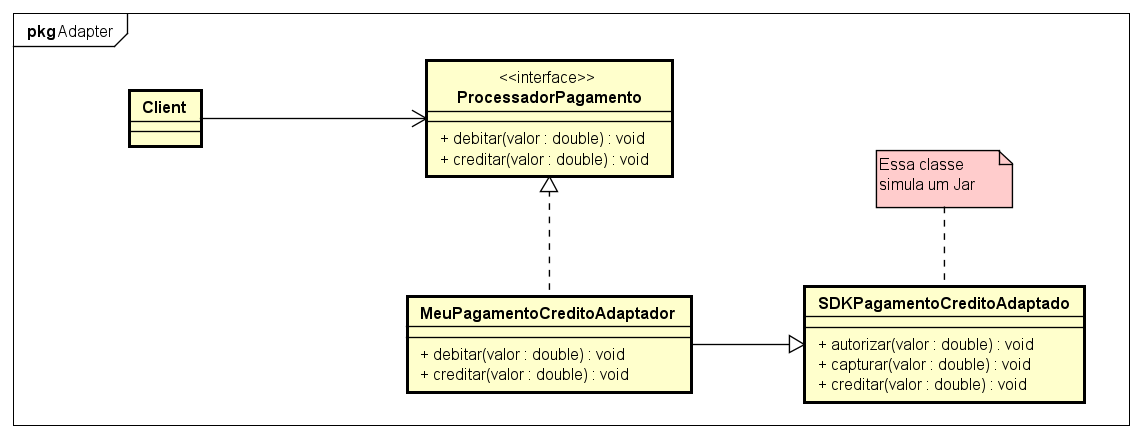 pkg Adapter
<<interface>>
ProcessadorPagamento
+ debitar(valor : double) : void
+ creditar(valor : double) : void
Client
Essa classe
simula um Jar
MeuPagamentoCreditoAdaptador
+ debitar(valor : double) : void
+ creditar(valor : double) : void
SDKPagamentoCreditoAdaptado
+ autorizar(valor : double) : void
+ capturar(valor : double) : void
+ creditar(valor : double) : void